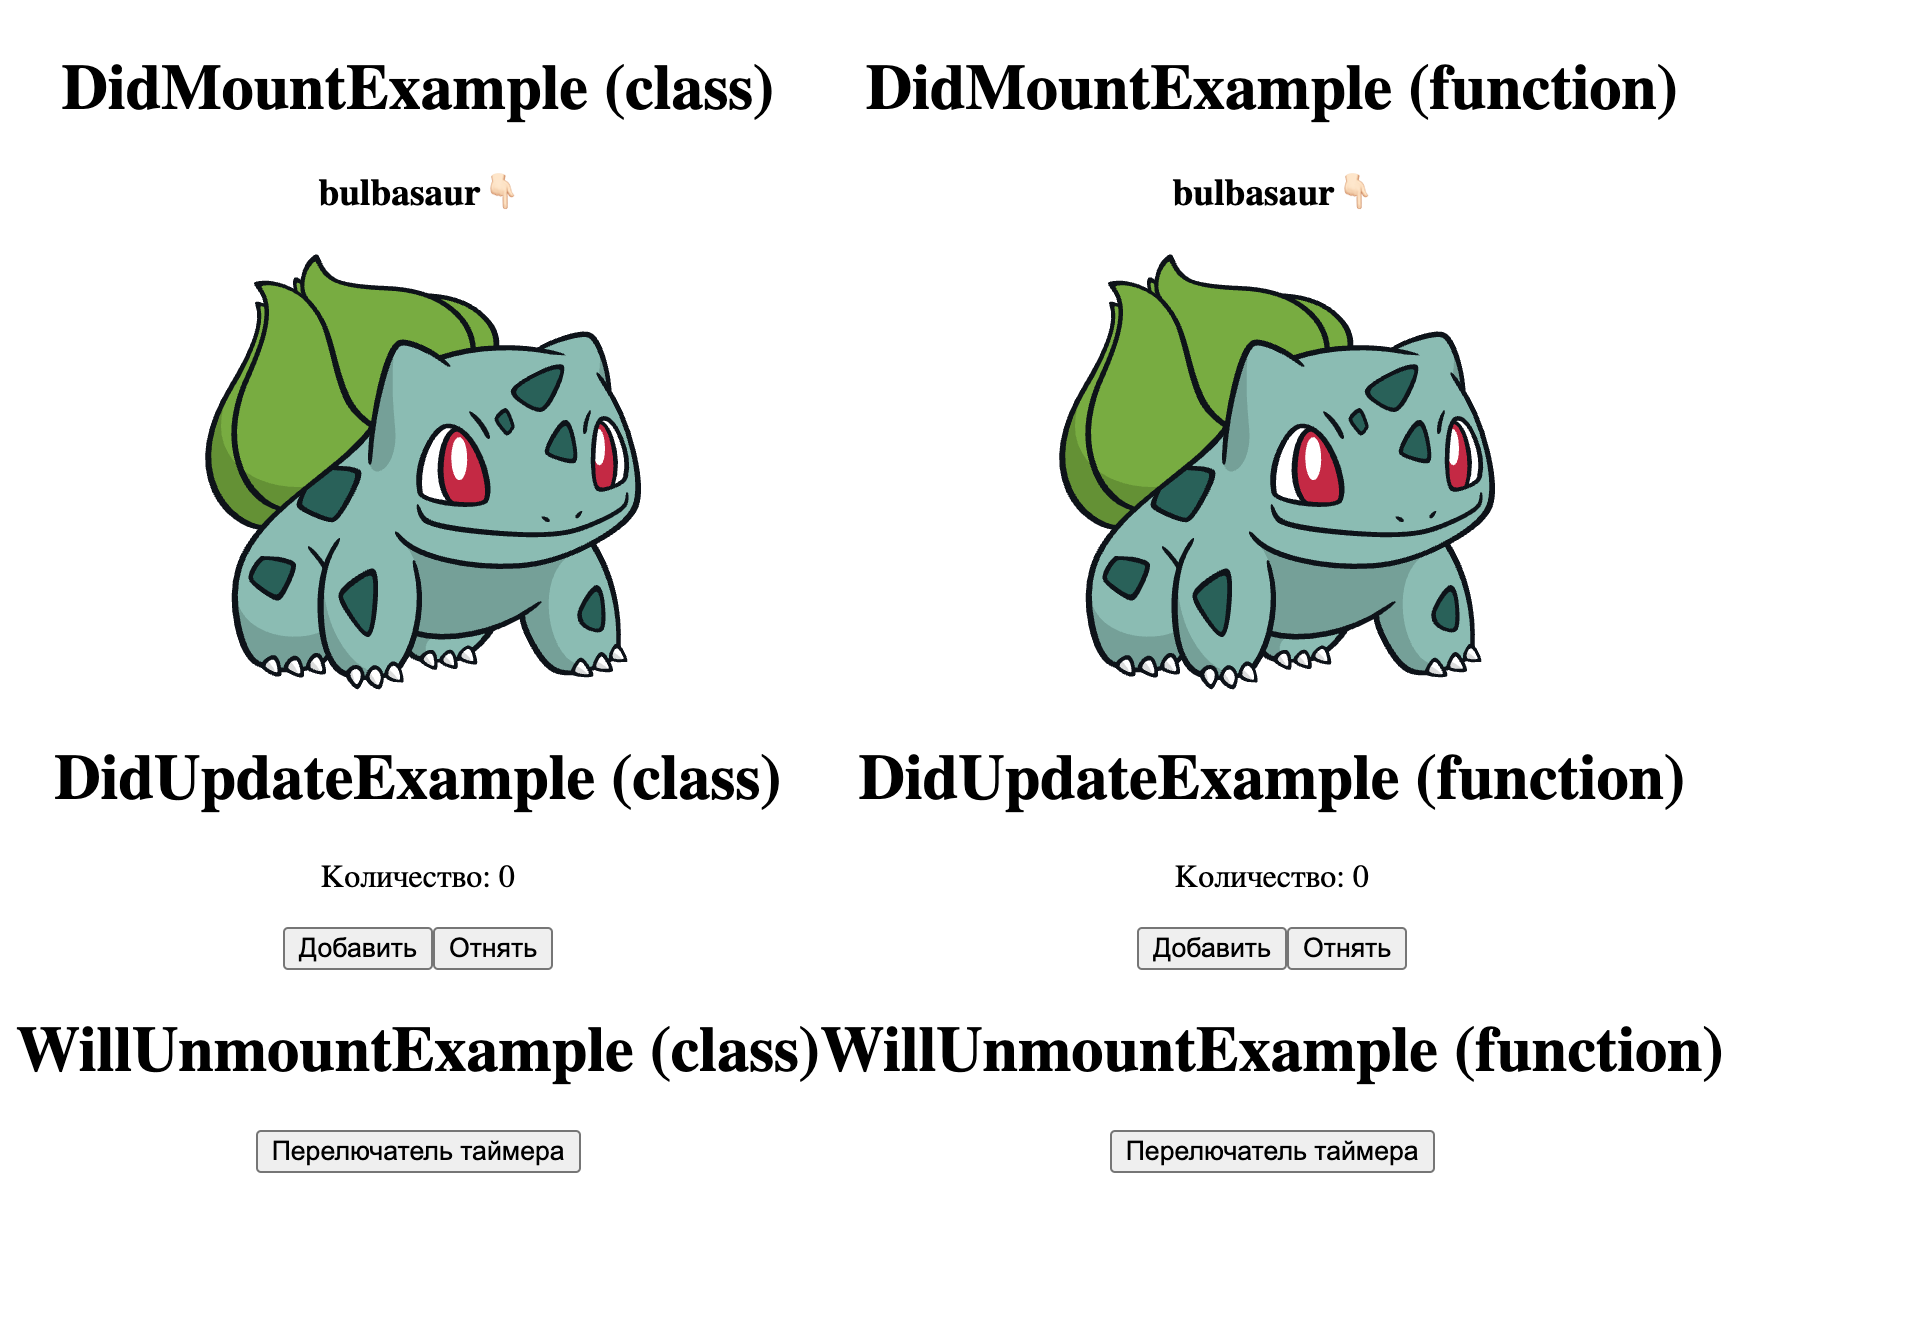 DidMountExample (class)
DidMountExample (function)
bulbasaur 👇🏻
bulbasaur 👇🏻
DidUpdateExample (class)
DidUpdateExample (function)
Количество: 0
Количество: 0
Добавить Отнять
Добавить Отнять
WillUnmountExample (class)
WillUnmountExample (function)
Перелючатель таймера
Перелючатель таймера